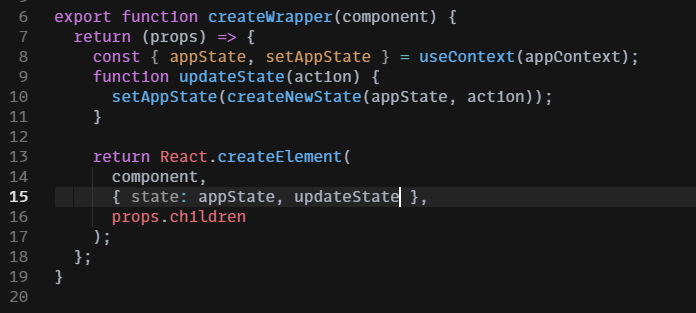 6 export function createWrapper(component) {
7   return (props) => {
8     const { appState, setAppState } = useContext(appContext);
9     function updateState(action) {
10       setAppState(createNewState(appState, action));
11     }
12
13     return React.createElement(
14       component,
15       { state: appState, updateState },
16       props.children
17     );
18   };
19 }
20